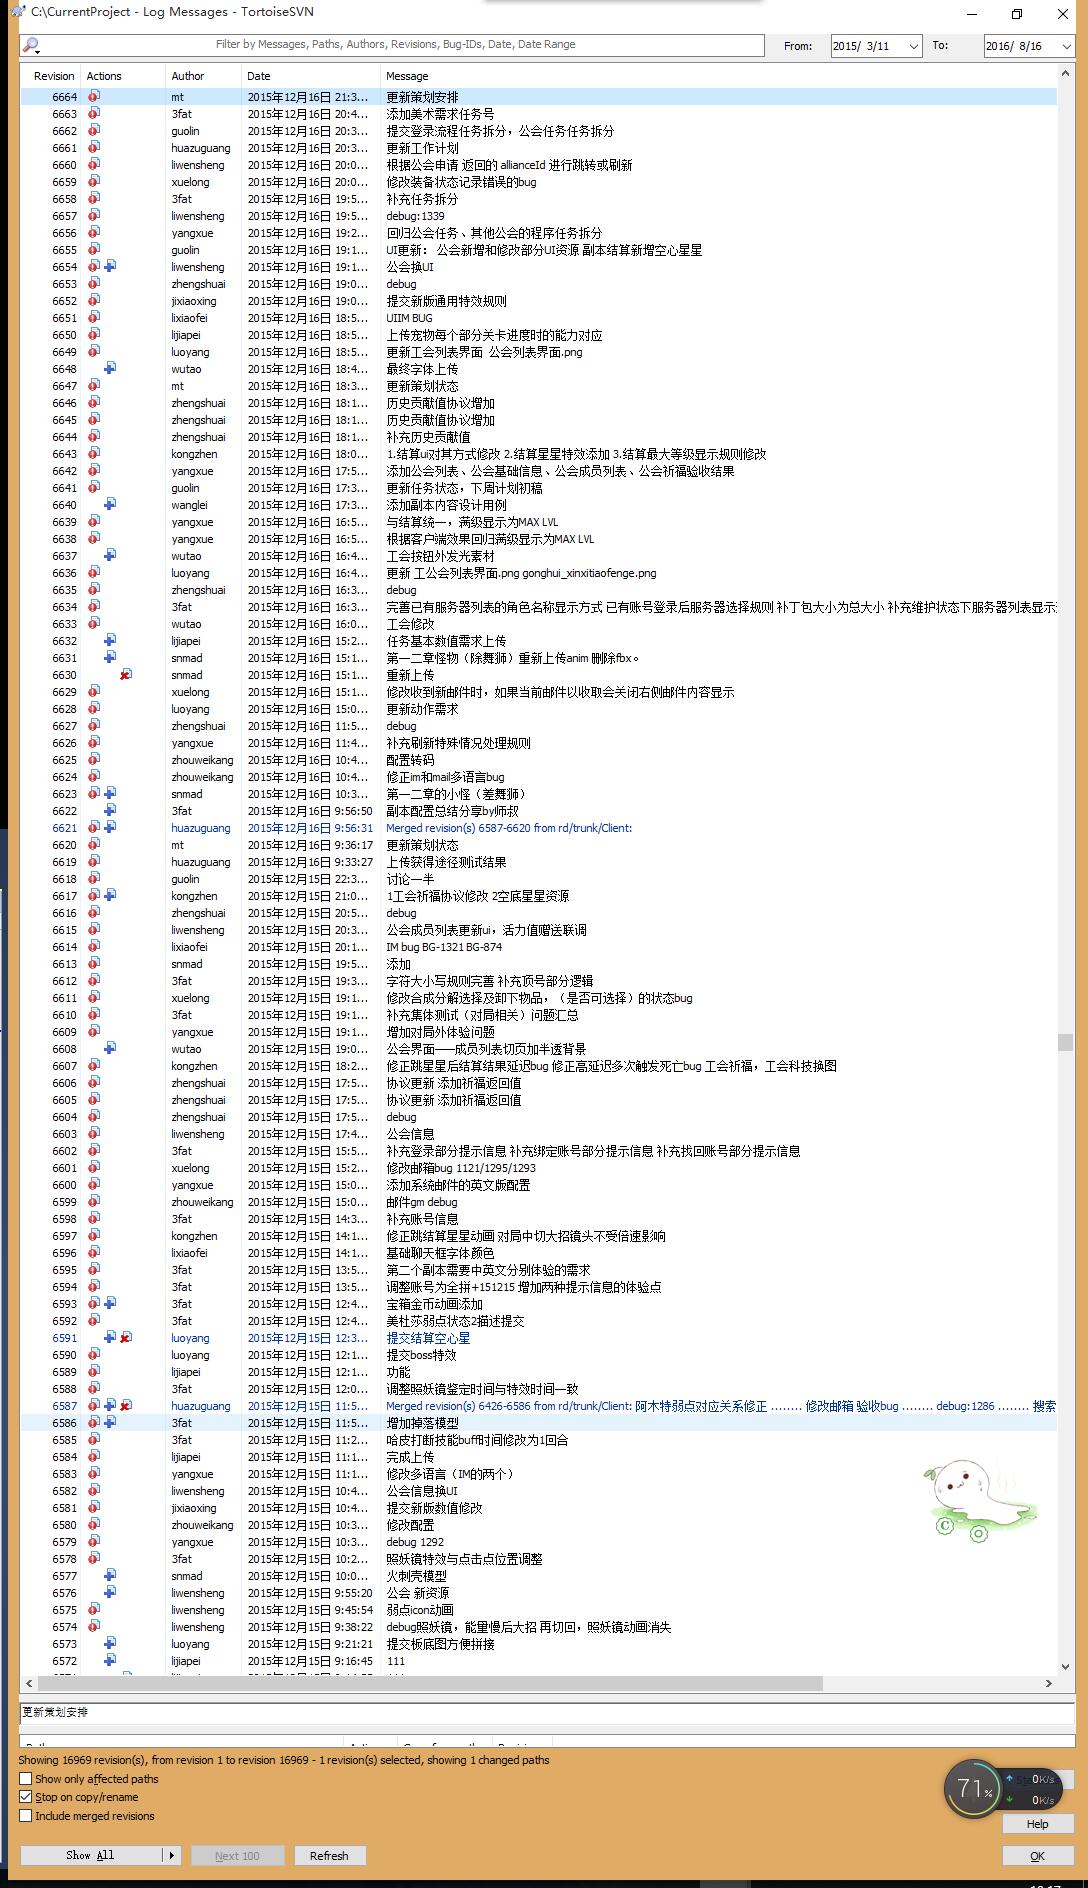 C:\CurrentProject - Log Messages - TortoiseSVN
Filter by Messages, Paths, Authors, Revisions, Bug-IDs, Date, Date Range From: 2015/ 3/11 To: 2016/ 8/16
Revision Actions Author Date Message
6664 mt 2015年12月16日 21:3... 更新策划安排
6663 3fat 2015年12月16日 20:4... 添加美术需求任务号
6662 guolin 2015年12月16日 20:3... 提交登录流程任务拆分，公会任务任务拆分
6661 huazuguang 2015年12月16日 20:3... 更新工作计划
6660 liwensheng 2015年12月16日 20:0... 根据公会申请 返回的 allianceId 进行跳转或刷新
6659 xuelong 2015年12月16日 20:0... 修改装备状态记录错误的bug
6658 3fat 2015年12月16日 19:5... 补充任务拆分
6657 liwensheng 2015年12月16日 19:5... debug:1339
6656 yangxue 2015年12月16日 19:2... 回归公会任务、其他公会的程序任务拆分
6655 guolin 2015年12月16日 19:1... UI更新： 公会新增和修改部分UI资源 副本结算新增空心星星
6654 liwensheng 2015年12月16日 19:1... 公会换UI
6653 zhengshuai 2015年12月16日 19:0... debug
6652 jixiaoxing 2015年12月16日 19:0... 提交新版通用特效规则
6651 lixiaofei 2015年12月16日 18:5... UIIM BUG
6650 lijiapei 2015年12月16日 18:5... 上传宠物每个部分关卡进度时的能力对应
6649 luoyang 2015年12月16日 18:5... 更新工会列表界面 公会列表界面.png
6648 wutao 2015年12月16日 18:4... 最终字体上传
6647 mt 2015年12月16日 18:3... 更新策划状态
6646 zhengshuai 2015年12月16日 18:1... 历史贡献值协议增加
6645 zhengshuai 2015年12月16日 18:1... 历史贡献值协议增加
6644 zhengshuai 2015年12月16日 18:1... 补充历史贡献值
6643 kongzhen 2015年12月16日 18:0... 1.结算ui对其方式修改 2.结算星星特效添加 3.结算最大等级显示规则修改
6642 yangxue 2015年12月16日 17:5... 添加公会列表、公会基础信息、公会成员列表、公会祈福验收结果
6641 guolin 2015年12月16日 17:3... 更新任务状态，下周计划初稿
6640 wanglei 2015年12月16日 17:3... 添加副本内容设计用例
6639 yangxue 2015年12月16日 16:5... 与结算统一，满级显示为MAX LVL
6638 yangxue 2015年12月16日 16:5... 根据客户端效果回归满级显示为MAX LVL
6637 wutao 2015年12月16日 16:4... 工会按钮外发光素材
6636 luoyang 2015年12月16日 16:4... 更新 工公会列表界面.png gonghui_xinxitiaofenge.png
6635 zhengshuai 2015年12月16日 16:3... debug
6634 3fat 2015年12月16日 16:3... 完善已有服务器列表的角色名称显示方式 已有账号登录后服务器选择规则 补丁包大小为总大小 补充维护状态下服务器列表显示
6633 wutao 2015年12月16日 16:0... 工会修改
6632 lijiapei 2015年12月16日 15:2... 任务基本数值需求上传
6631 snmad 2015年12月16日 15:1... 第一二章怪物（除舞狮）重新上传anim 删除fbx。
6630 snmad 2015年12月16日 15:1... 重新上传
6629 xuelong 2015年12月16日 15:1... 修改收到新邮件时，如果当前邮件以收取会关闭右侧邮件内容显示
6628 luoyang 2015年12月16日 15:0... 更新动作需求
6627 zhengshuai 2015年12月16日 11:5... debug
6626 yangxue 2015年12月16日 11:4... 补充刷新特殊情况处理规则
6625 zhouweikang 2015年12月16日 10:4... 配置转码
6624 zhouweikang 2015年12月16日 10:4... 修正im和mail多语言bug
6623 snmad 2015年12月16日 10:3... 第一二章的小怪（差舞狮）
6622 3fat 2015年12月16日 9:56:50 副本配置总结分享by师叔
6621 huazuguang 2015年12月16日 9:56:31 Merged revision(s) 6587-6620 from rd/trunk/Client:
6620 mt 2015年12月16日 9:36:17 更新策划状态
6619 huazuguang 2015年12月16日 9:33:27 上传获得途径测试结果
6618 guolin 2015年12月15日 22:3... 讨论一半
6617 kongzhen 2015年12月15日 21:0... 1工会祈福协议修改 2空底星星资源
6616 zhengshuai 2015年12月15日 20:5... debug
6615 liwensheng 2015年12月15日 20:3... 公会成员列表更新ui，活力值赠送联调
6614 lixiaofei 2015年12月15日 20:1... IM bug BG-1321 BG-874
6613 snmad 2015年12月15日 19:5... 添加
6612 3fat 2015年12月15日 19:3... 字符大小写规则完善 补充顶号部分逻辑
6611 xuelong 2015年12月15日 19:1... 修改合成分解选择及卸下物品，（是否可选择）的状态bug
6610 3fat 2015年12月15日 19:1... 补充集体测试（对局相关）问题汇总
6609 yangxue 2015年12月15日 19:1... 增加对局外体验问题
6608 wutao 2015年12月15日 19:0... 公会界面——成员列表切页加半透背景
6607 kongzhen 2015年12月15日 18:2... 修正跳星星后结算结果延迟bug 修正高延迟多次触发死亡bug 工会祈福，工会科技换图
6606 zhengshuai 2015年12月15日 17:5... 协议更新 添加祈福返回值
6605 zhengshuai 2015年12月15日 17:5... 协议更新 添加祈福返回值
6604 zhengshuai 2015年12月15日 17:5... debug
6603 liwensheng 2015年12月15日 17:4... 公会信息
6602 3fat 2015年12月15日 15:5... 补充登录部分提示信息 补充绑定账号部分提示信息 补充找回账号部分提示信息
6601 xuelong 2015年12月15日 15:2... 修改邮箱bug 1121/1295/1293
6600 yangxue 2015年12月15日 15:0... 添加系统邮件的英文版配置
6599 zhouweikang 2015年12月15日 15:0... 邮件gm debug
6598 3fat 2015年12月15日 14:3... 补充账号信息
6597 kongzhen 2015年12月15日 14:1... 修正跳结算星星动画 对局中切大招镜头不受倍速影响
6596 lixiaofei 2015年12月15日 14:1... 基础聊天框字体颜色
6595 3fat 2015年12月15日 13:5... 第二个副本需要中英文分别体验的需求
6594 3fat 2015年12月15日 13:5... 调整账号为全拼+151215 增加两种提示信息的体验点
6593 3fat 2015年12月15日 12:4... 宝箱金币动画添加
6592 3fat 2015年12月15日 12:4... 美杜莎弱点状态2描述提交
6591 luoyang 2015年12月15日 12:3... 提交结算空心星
6590 luoyang 2015年12月15日 12:1... 提交boss特效
6589 lijiapei 2015年12月15日 12:1... 功能
6588 3fat 2015年12月15日 12:0... 调整照妖镜鉴定时间与特效时间一致
6587 huazuguang 2015年12月15日 11:5... Merged revision(s) 6426-6586 from rd/trunk/Client: 阿木特弱点对应关系修正 ........ 修改邮箱 验收bug ........ debug:1286 ........ 搜索
6586 3fat 2015年12月15日 11:5... 增加掉落模型
6585 3fat 2015年12月15日 11:2... 哈皮打断技能buff时间修改为1回合
6584 lijiapei 2015年12月15日 11:1... 完成上传
6583 yangxue 2015年12月15日 11:1... 修改多语言（IM的两个）
6582 liwensheng 2015年12月15日 10:4... 公会信息换UI
6581 jixiaoxing 2015年12月15日 10:4... 提交新版数值修改
6580 zhouweikang 2015年12月15日 10:3... 修改配置
6579 yangxue 2015年12月15日 10:3... debug 1292
6578 3fat 2015年12月15日 10:2... 照妖镜特效与点击点位置调整
6577 snmad 2015年12月15日 10:0... 火刺壳模型
6576 liwensheng 2015年12月15日 9:55:20 公会 新资源
6575 liwensheng 2015年12月15日 9:45:54 弱点icon动画
6574 liwensheng 2015年12月15日 9:38:22 debug照妖镜，能量慢后大招 再切回，照妖镜动画消失
6573 luoyang 2015年12月15日 9:21:21 提交板底图方便拼接
6572 lijiapei 2015年12月15日 9:16:45 111
更新策划安排
Showing 16969 revision(s), from revision 1 to revision 16969 - 1 revision(s) selected, showing 1 changed paths
Show only affected paths
Stop on copy/rename
Include merged revisions
71% 0K/s
0K/s
Help
Show All Next 100 Refresh OK